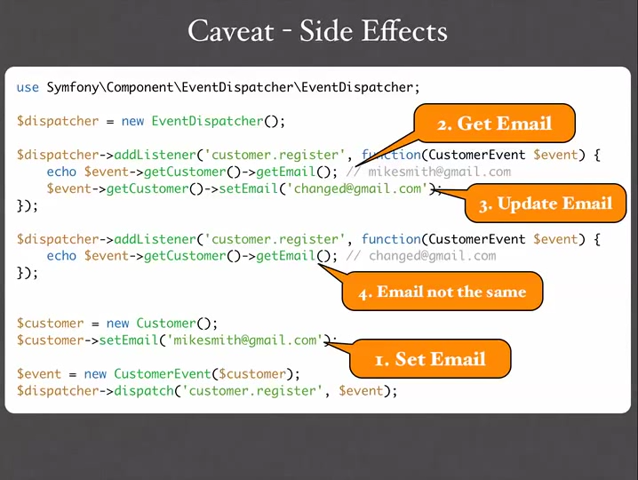 Caveat - Side Effects
use Symfony\Component\EventDispatcher\EventDispatcher;
$dispatcher = new EventDispatcher();
2. Get Email
$dispatcher->addListener('customer.register', function(CustomerEvent $event) {
echo $event->getCustomer()->getEmail(); // mikesmith@gmail.com
$event->getCustomer()->setEmail('changed@gmail.com');
3. Update Email
});
$dispatcher->addListener('customer.register', function(CustomerEvent $event) {
echo $event->getCustomer()->getEmail(); // changed@gmail.com
});
4. Email not the same
$customer = new Customer();
$customer->setEmail('mikesmith@gmail.com');
1. Set Email
$event = new CustomerEvent($customer);
$dispatcher->dispatch('customer.register', $event);